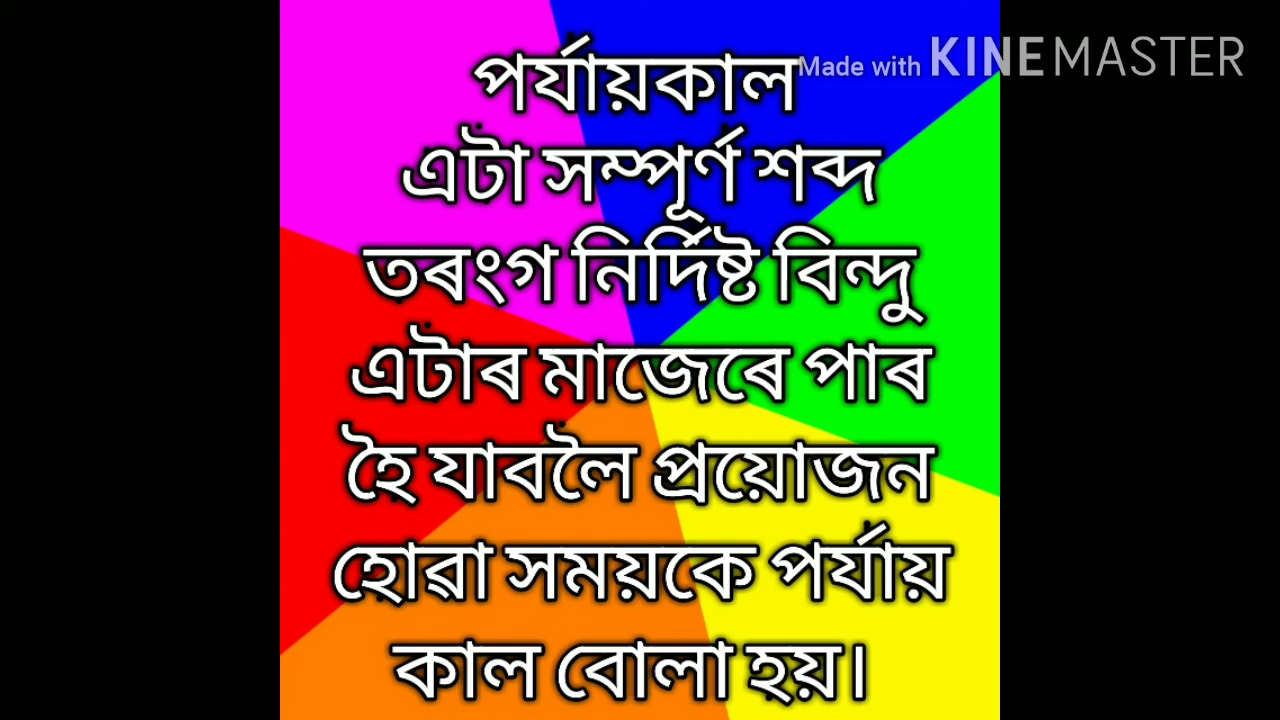 পৰ্যায়কাল
Made with KINEMASTER
এটা সম্পূৰ্ণ শব্দ
তৰংগ নিৰ্দিষ্ট বিন্দু
এটাৰ মাজেৰে পাৰ
হৈ যাবলৈ প্ৰয়োজন
হোৱা সময়কে পৰ্যায়
কাল বোলা হয়।